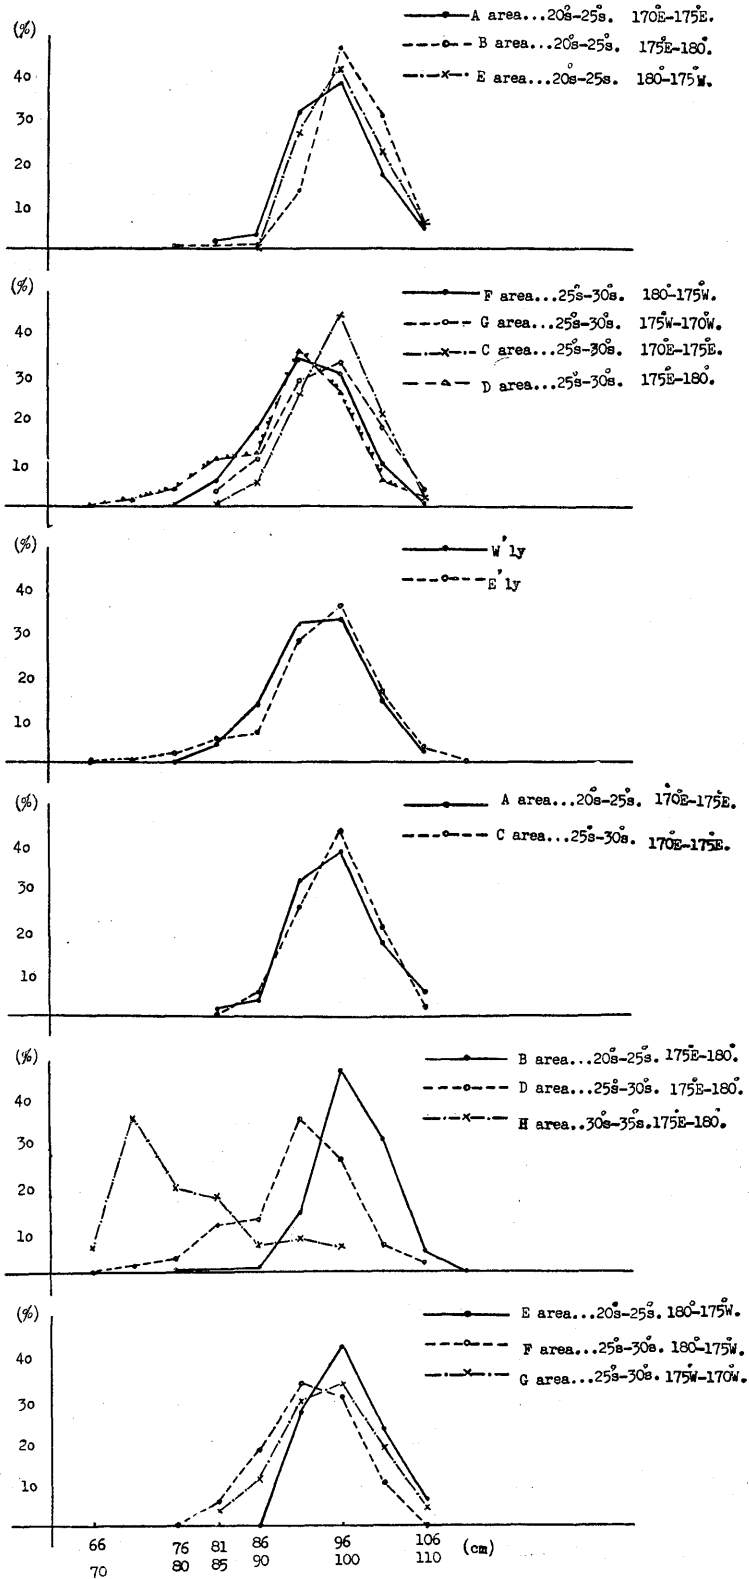 A area...20°s-25°s. 170°E-175°E.
(%)
B area...20°s-25°s. 175°E-180°.
E area...20°s-25s. 180°-175°W.
40
30
20
10
(%)
F area...25°s-30°s. 180°-175°W.
G area...25°s-30°s. 175°W-170°W.
40
C area...25°s-30°s. 170°E-175°E.
D area...25°s-30°s. 175°E-180°.
30
20
10
(%)
W'ly
E'ly
40
30
20
10
(%)
A area...20°s-25°s. 170°E-175°E.
C area...25°s-30°s. 170°E-175°E.
40
30
20
10
(%)
B area...20°s-25°s. 175°E-180°.
D area...25°s-30°s. 175°E-180°.
40
H area..30°s-35°s.175°E-180°.
30
20
10
(%)
E area...20°s-25°s. 180°-175°W.
F area...25°s-30°s. 180°-175°W.
40
G area...25°s-30°s. 175°W-170°W.
30
20
10
66 76 81 86 96 106 (cm)
70 80 85 90 100 110